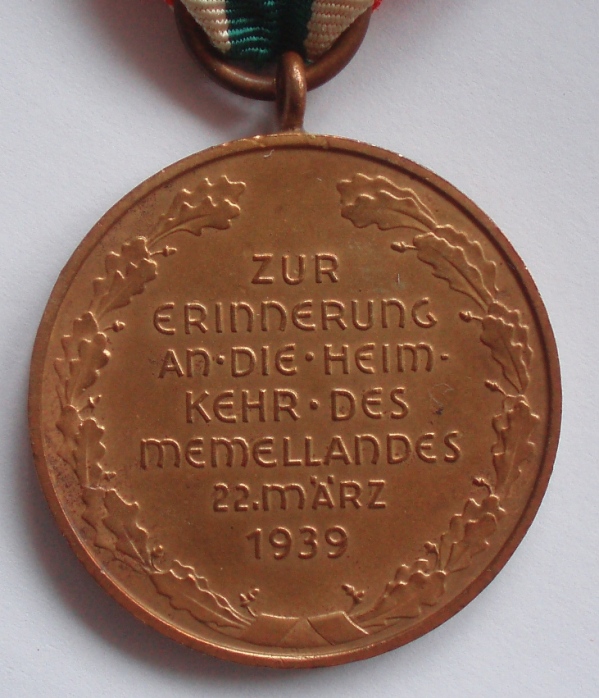 ZUR
ERINNERUNG
AN·DIE·HEIM-
KEHR·DES
MEMELLANDES
22.MÄRZ
1939